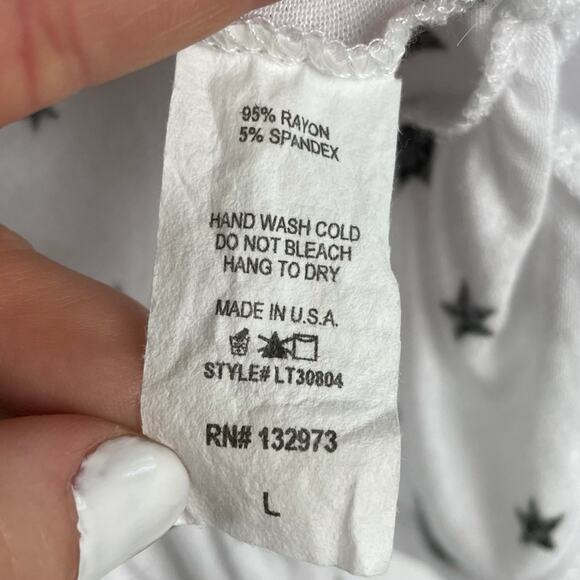 95% RAYON
5% SPANDEX
HAND WASH COLD
DO NOT BLEACH
HANG TO DRY
MADE IN U.S.A.
STYLE# LT30804
RN# 132973
L